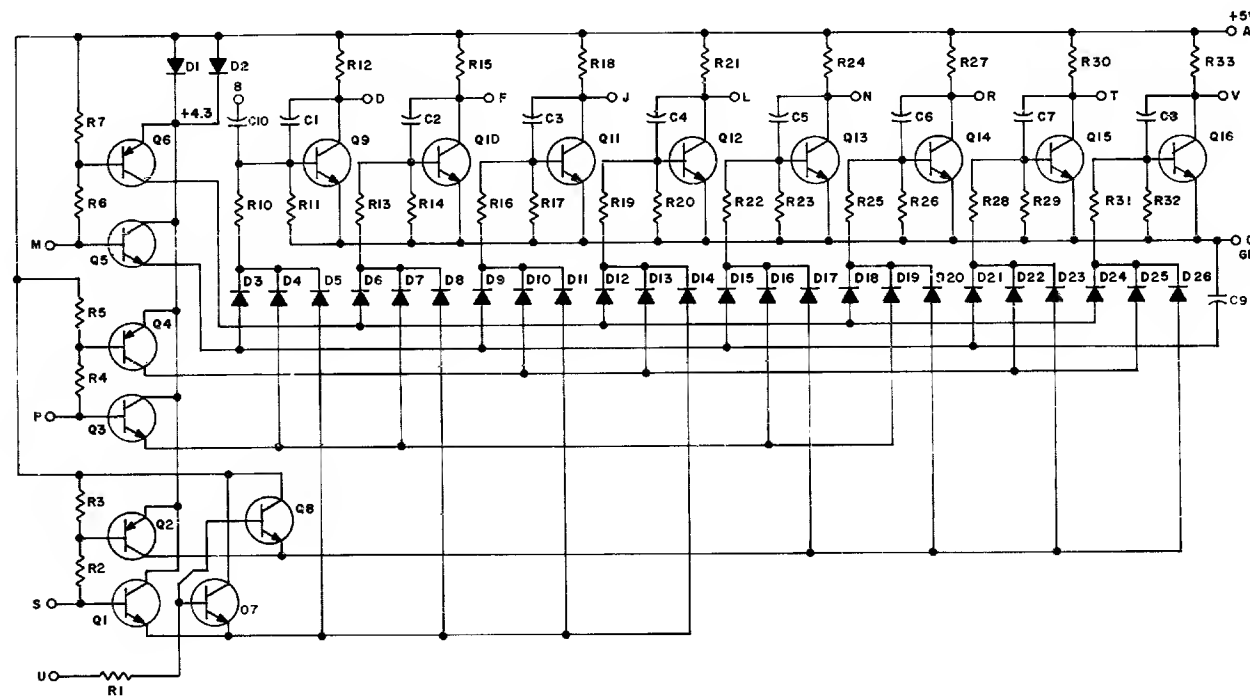 +5V
A
D1 D2
R12 R15 R18 R21 R24 R27 R30 R33
8
D F J L N R T V
+4.3
C10 C1 C2 C3 C4 C5 C6 C7 C8
R7 Q6 Q9 Q10 Q11 Q12 Q13 Q14 Q15 Q16
R6 R10 R11 R13 R14 R16 R17 R19 R20 R22 R23 R25 R26 R28 R29 R31 R32
M
Q5
D3 D4 D5 D6 D7 D8 D9 D10 D11 D12 D13 D14 D15 D16 D17 D18 D19 D20 D21 D22 D23 D24 D25 D26
C9
R5 Q4
R4
P
Q3
R3 Q2 Q8
R2
S
Q1 O7
U
R1